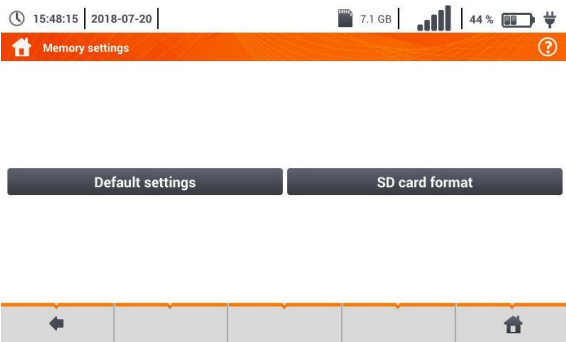 15:48:15 2018-07-20 7.1 GB 44 %
Memory settings ?
Default settings SD card format